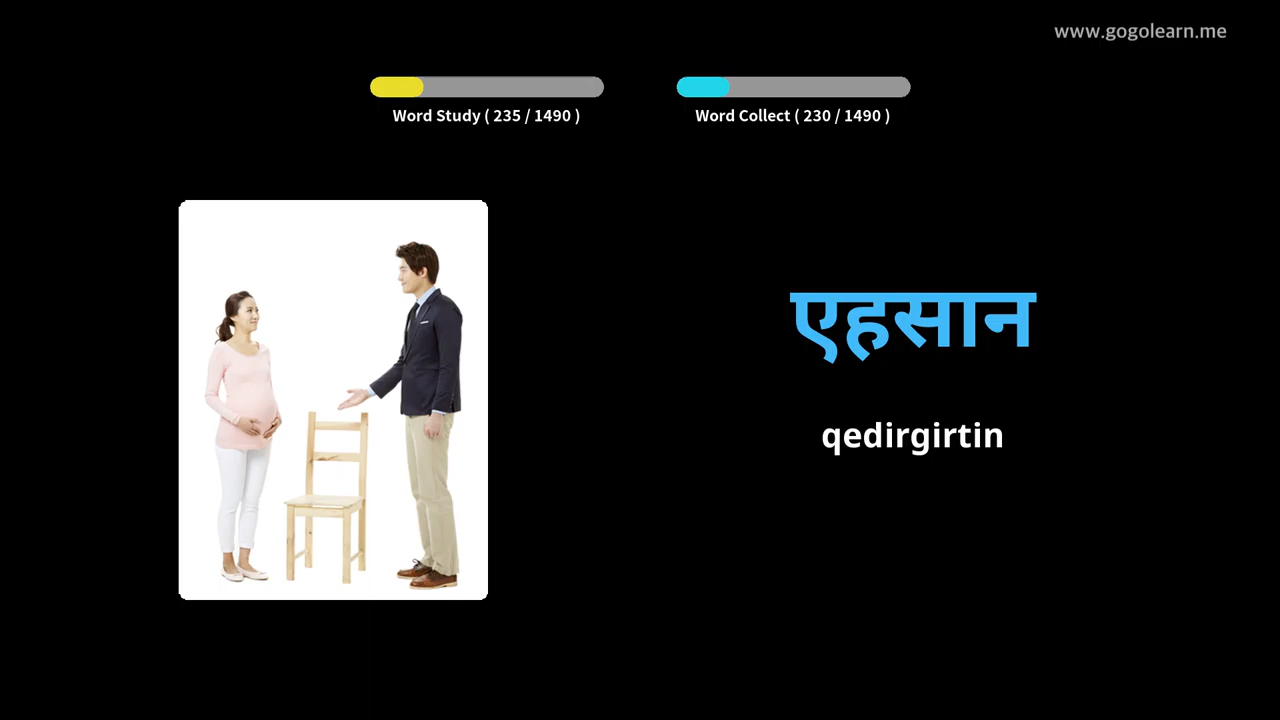 www.gogolearn.me
Word Study ( 235 / 1490 )
Word Collect ( 230 / 1490 )
एहसान
qedirgirtin